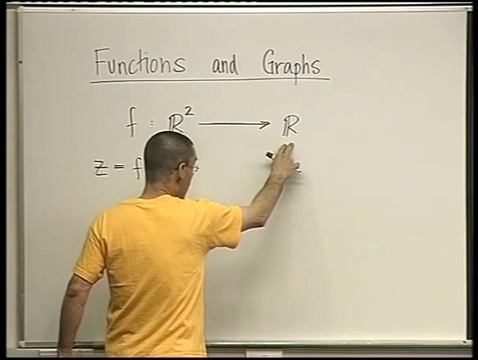 Functions and Graphs
f : ℝ² ⟶ ℝ
z = f